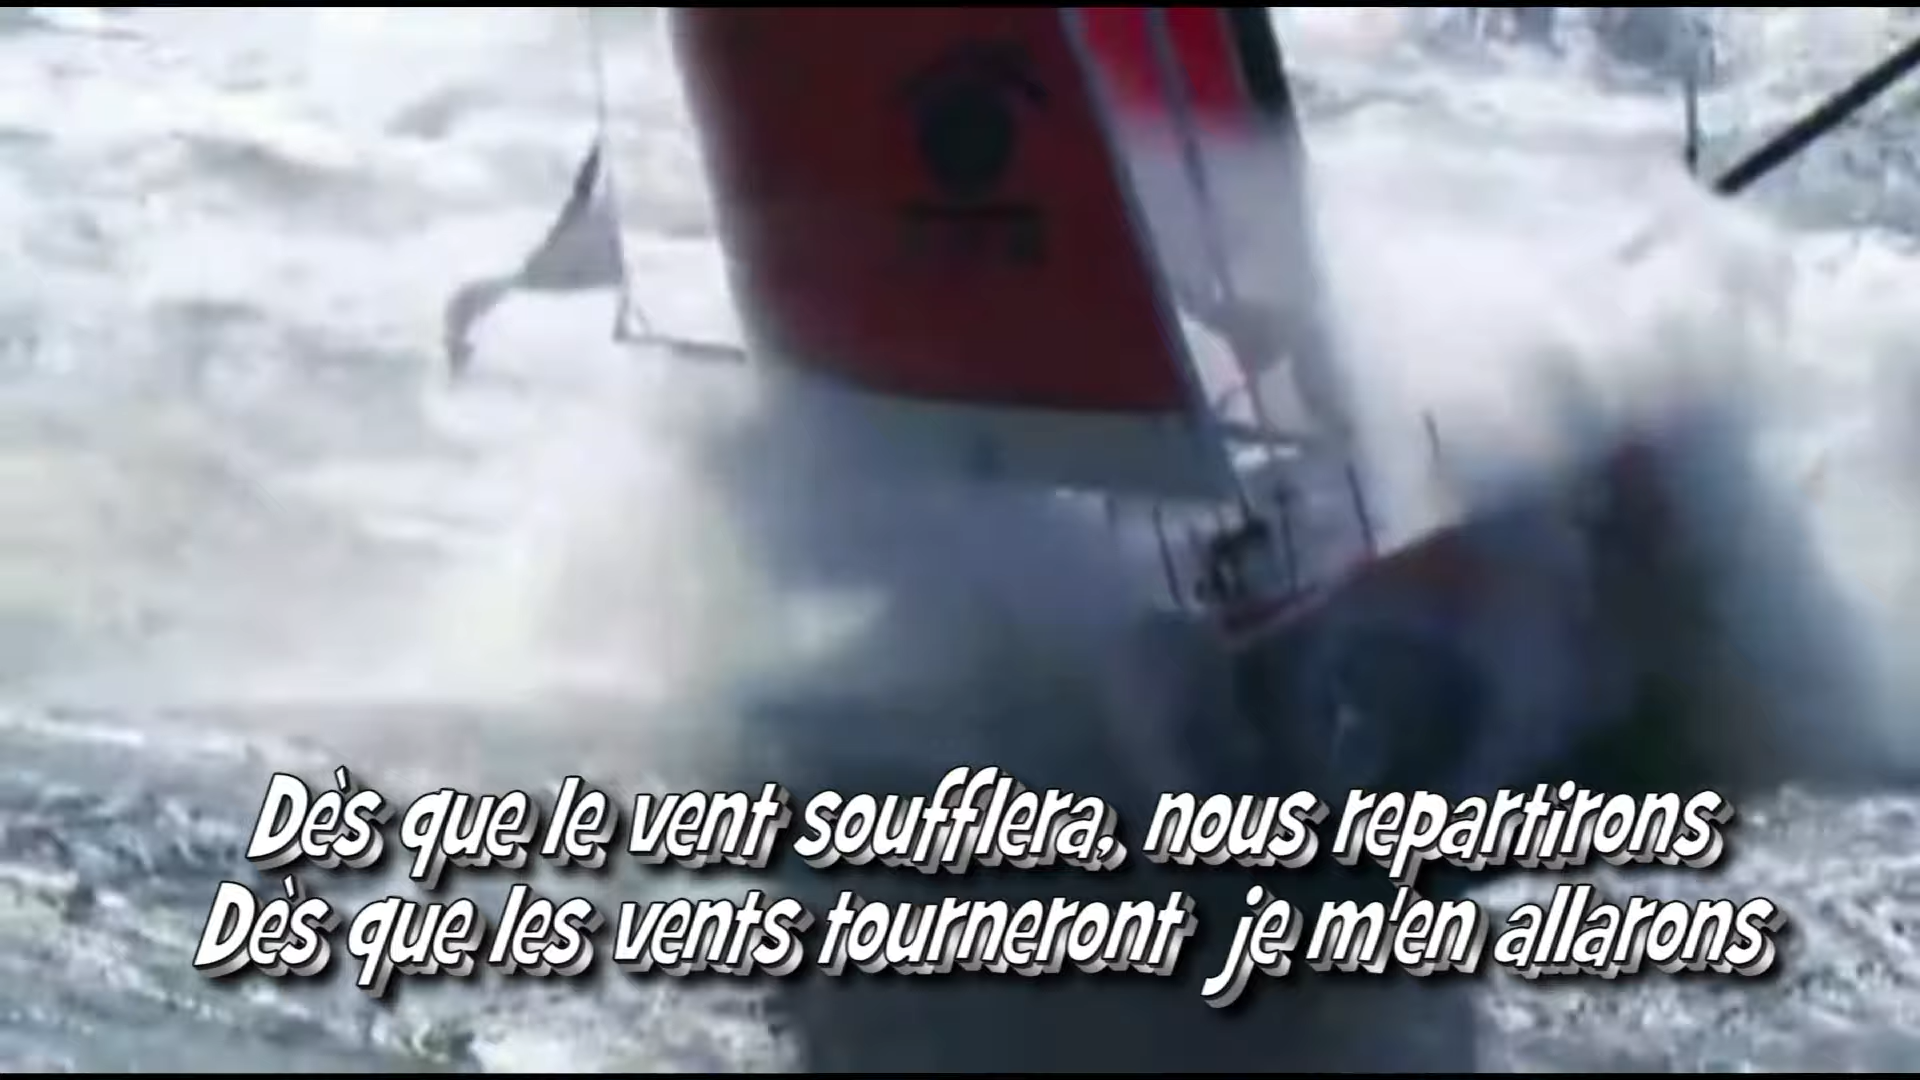 Dès que le vent soufflera, nous repartirons
Dès que les vents tourneront je m'en allarons